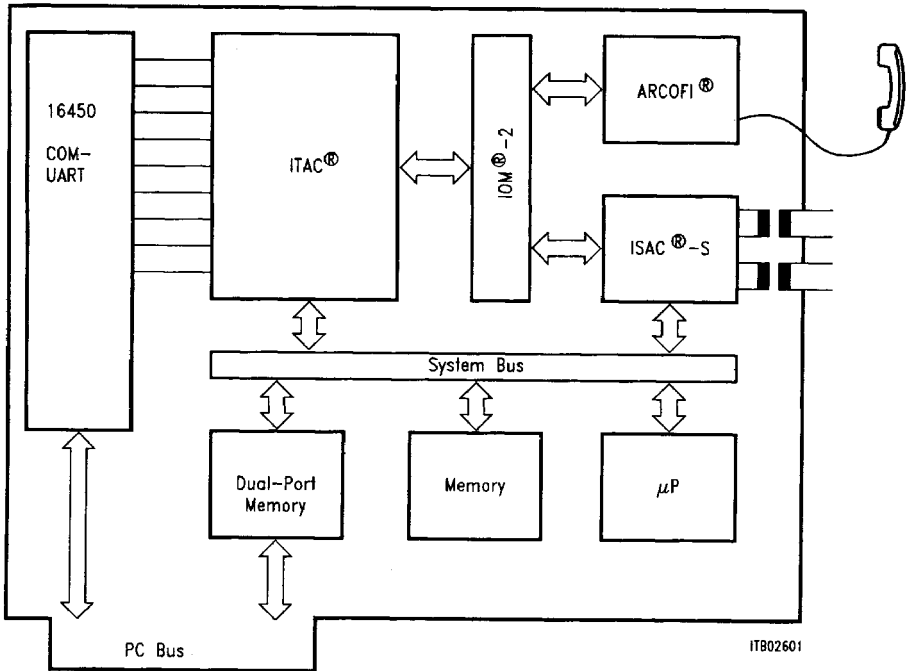 16450
COM-
UART
ITAC®
IOM®-2
ARCOFI®
ISAC®-S
System Bus
Dual-Port
Memory
Memory
μP
PC Bus
ITB02601